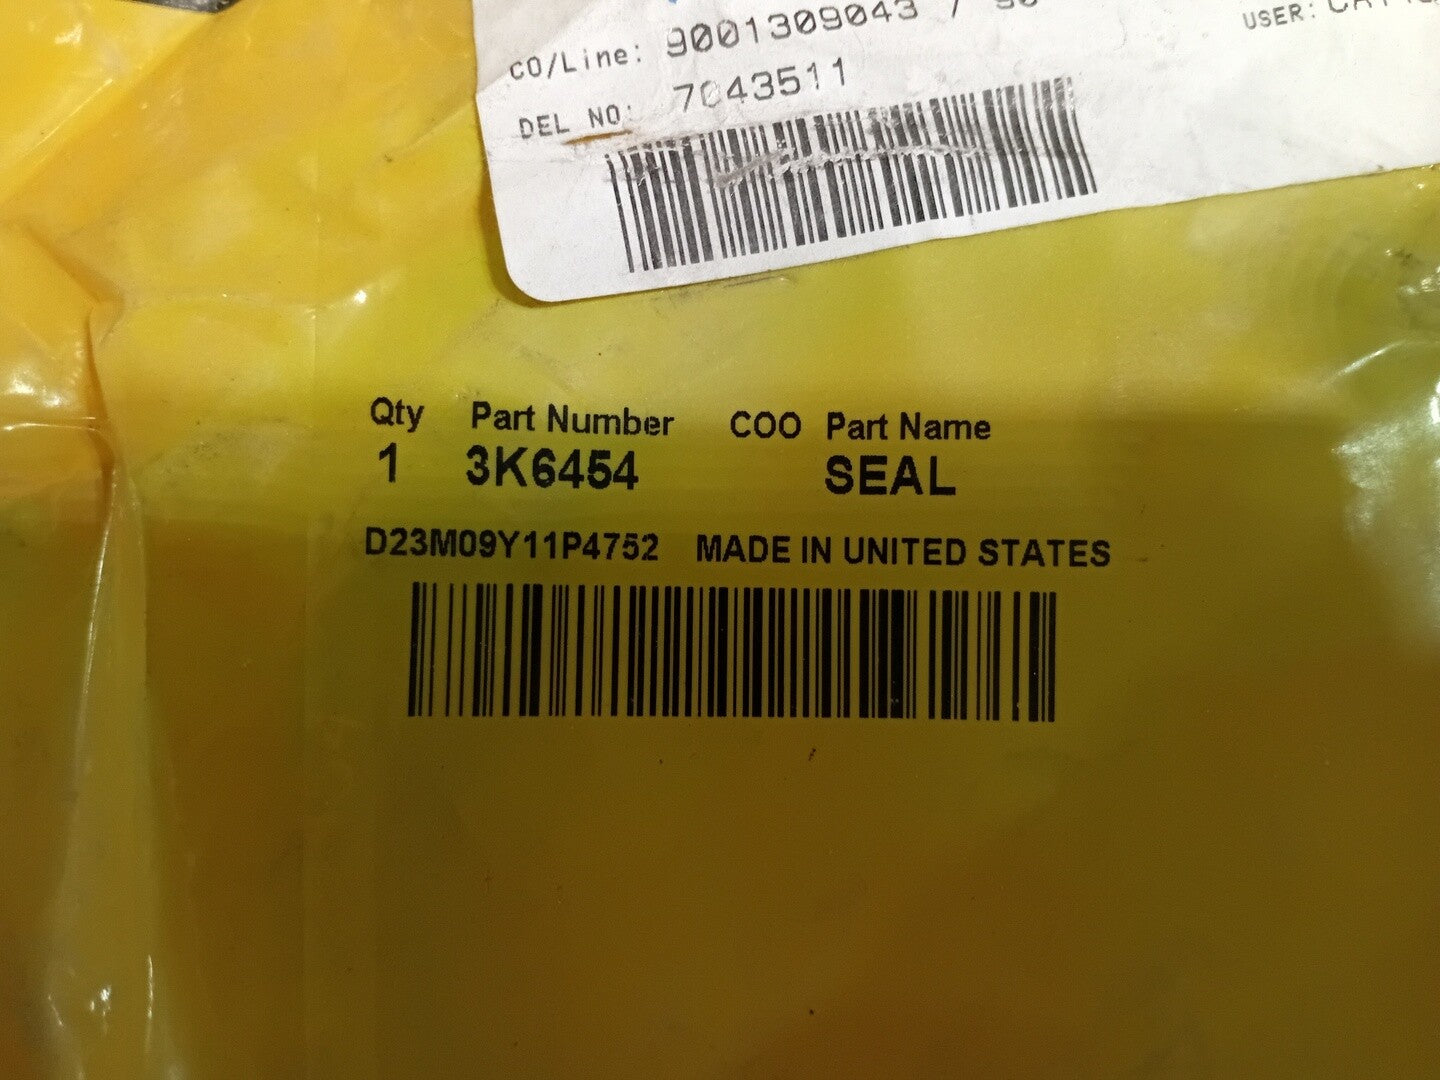 CO/Line: 9001309043 /
USER:
DEL NO: 7043511
Qty Part Number COO Part Name
1 3K6454 SEAL
D23M09Y11P4752 MADE IN UNITED STATES